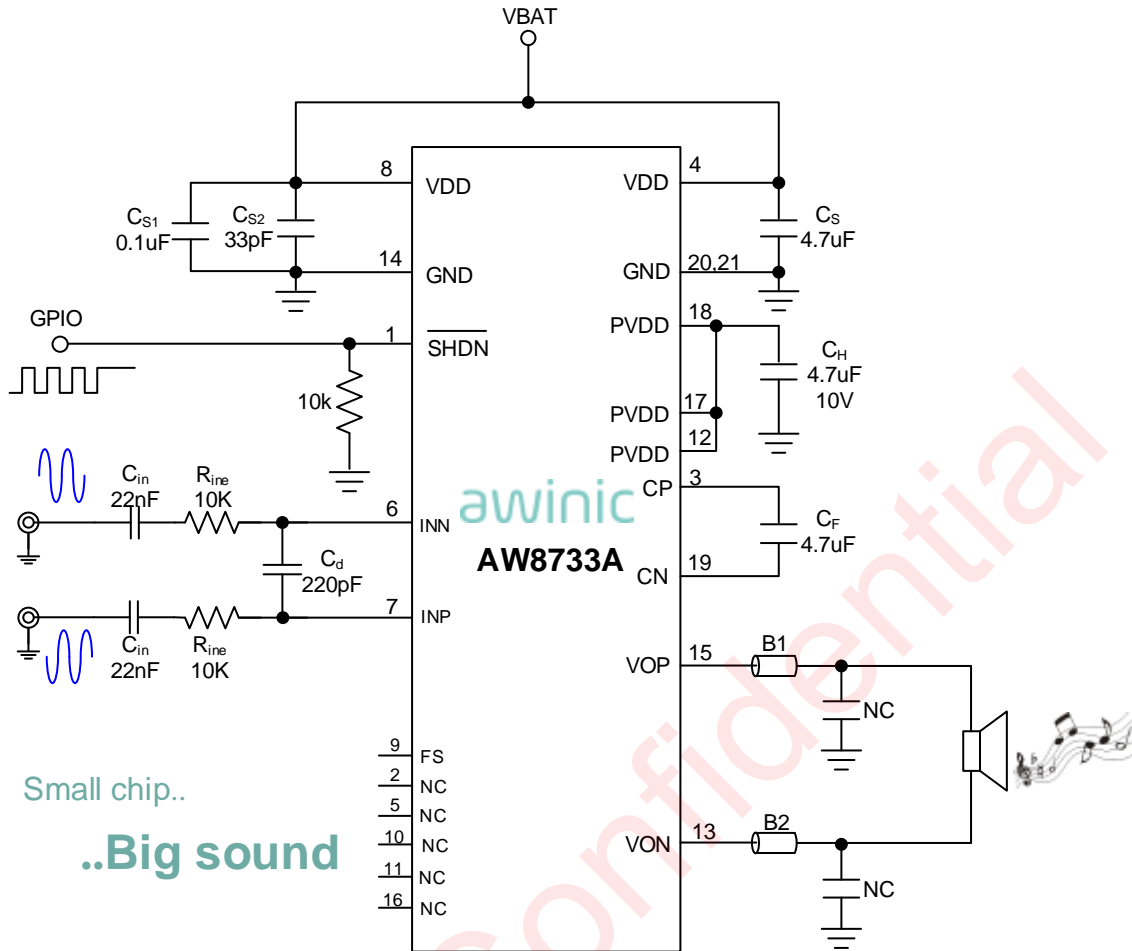 VBAT
8
VDD
4
VDD
CS1
0.1uF
CS2
33pF
CS
4.7uF
14
GND
20,21
GND
GPIO
1
SHDN
18
PVDD
CH
4.7uF
10V
10k
17
PVDD
12
PVDD
3
CP
Cin
22nF
Rine
10K
6
INN
awinic
AW8733A
CF
4.7uF
Cd
220pF
19
CN
7
INP
Cin
22nF
Rine
10K
15
VOP
B1
NC
9
FS
2
NC
5
NC
10
NC
11
NC
16
NC
Small chip..
..Big sound
13
VON
B2
NC
Confidential